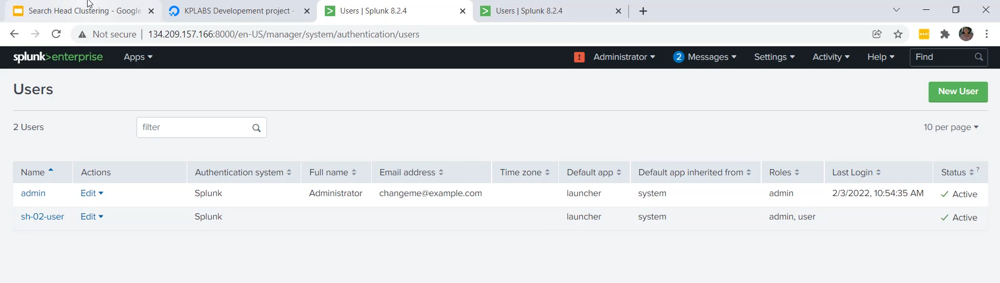 Search Head Clustering - Google
KPLABS Developement project -
Users | Splunk 8.2.4
Users | Splunk 8.2.4
Not secure
134.209.157.166:8000/en-US/manager/system/authentication/users
splunk>enterprise Apps ! Administrator 2 Messages Settings Activity Help Find
Users
New User
2 Users filter 10 per page
Name Actions Authentication system Full name Email address Time zone Default app Default app inherited from Roles Last Login Status ?
admin Edit Splunk Administrator changeme@example.com launcher system admin 2/3/2022, 10:54:35 AM Active
sh-02-user Edit Splunk launcher system admin, user Active